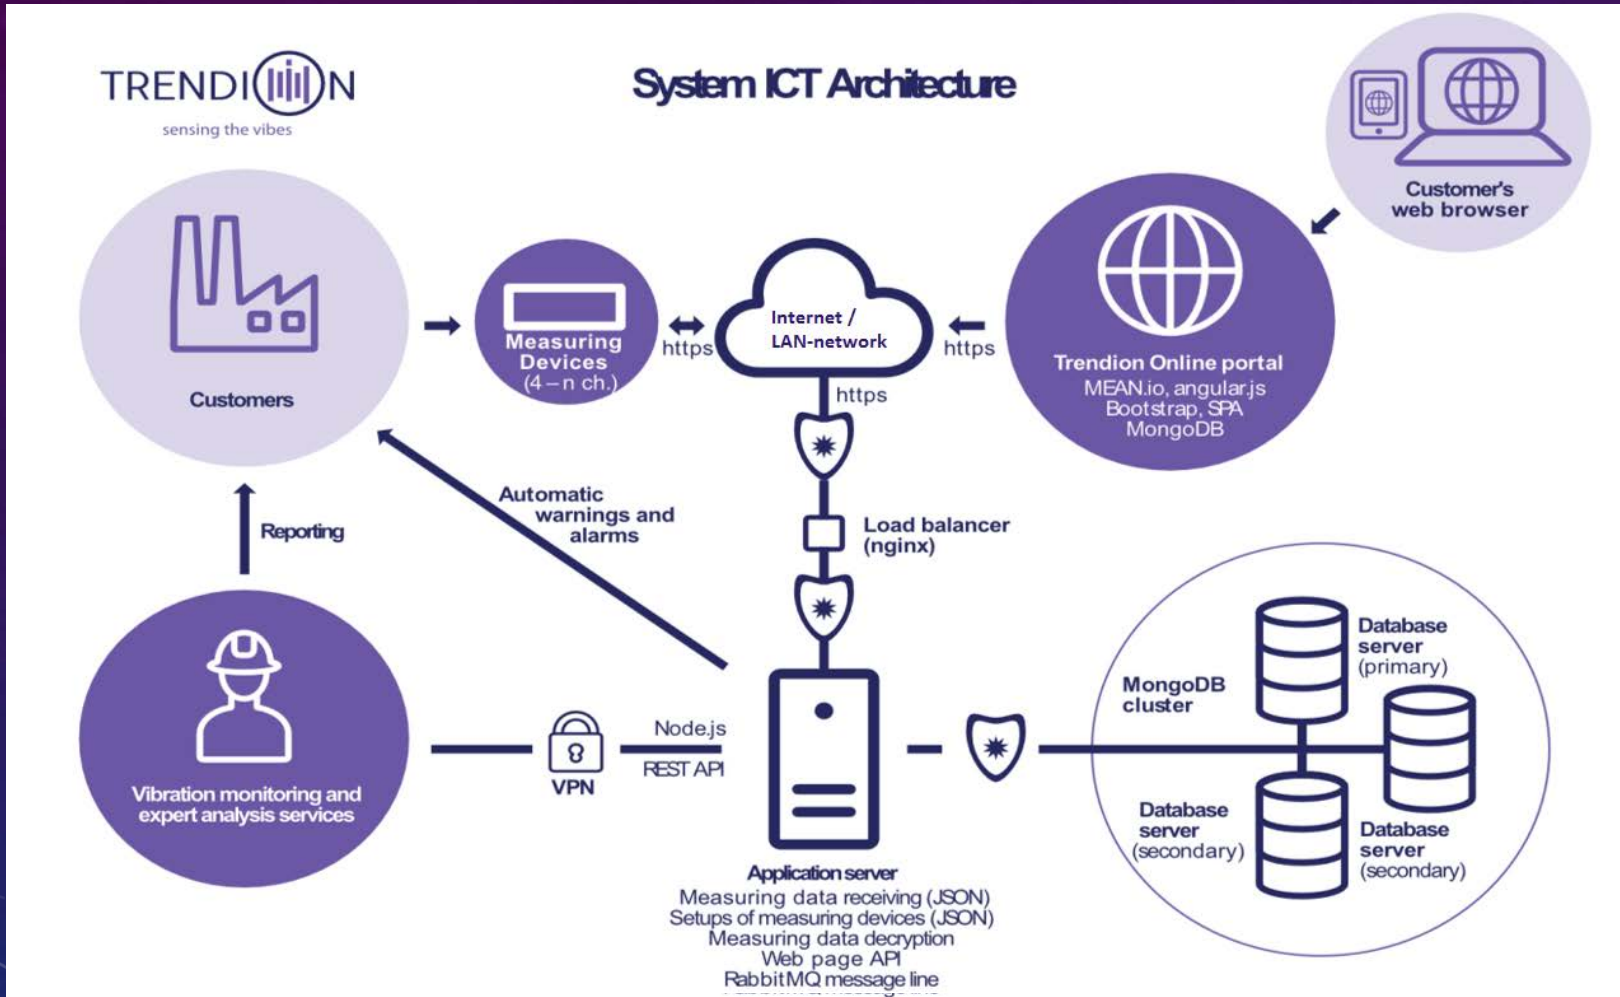 TRENDION
sensing the vibes
System ICT Architecture
Customer's
web browser
Customers
Measuring
Devices
(4 – n ch.)
https
Internet /
LAN-network
https
Trendion Online portal
MEAN.io, angular.js
Bootstrap, SPA
MongoDB
https
Automatic
warnings and
alarms
Reporting
Load balancer
(nginx)
Vibration monitoring and
expert analysis services
VPN
Node.js
REST API
MongoDB
cluster
Database
server
(primary)
Database
server
(secondary)
Database
server
(secondary)
Application server
Measuring data receiving (JSON)
Setups of measuring devices (JSON)
Measuring data decryption
Web page API
RabbitMQ message line